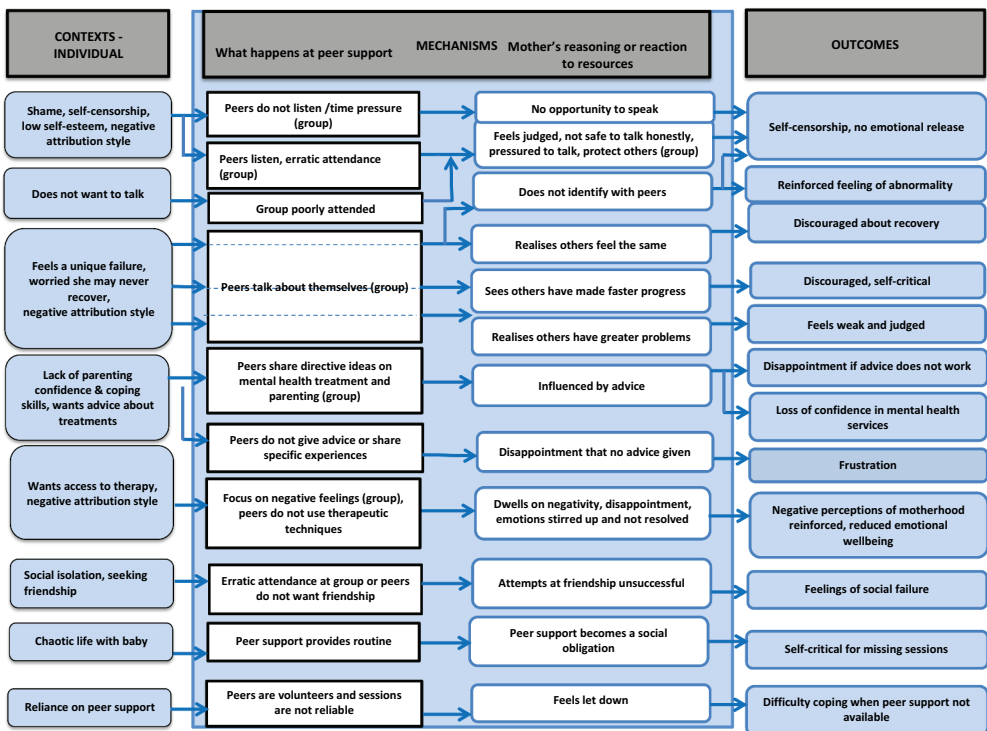 CONTEXTS -
INDIVIDUAL
What happens at peer support
MECHANISMS
Mother's reasoning or reaction
to resources
OUTCOMES
Shame, self-censorship,
low self-esteem, negative
attribution style
Peers do not listen /time pressure
(group)
No opportunity to speak
Self-censorship, no emotional release
Peers listen, erratic attendance
(group)
Feels judged, not safe to talk honestly,
pressured to talk, protect others (group)
Does not want to talk
Group poorly attended
Does not identify with peers
Reinforced feeling of abnormality
Feels a unique failure,
worried she may never
recover,
negative attribution style
Peers talk about themselves (group)
Realises others feel the same
Discouraged about recovery
Sees others have made faster progress
Discouraged, self-critical
Realises others have greater problems
Feels weak and judged
Lack of parenting
confidence & coping
skills, wants advice about
treatments
Peers share directive ideas on
mental health treatment and
parenting (group)
Influenced by advice
Disappointment if advice does not work
Loss of confidence in mental health
services
Peers do not give advice or share
specific experiences
Disappointment that no advice given
Frustration
Wants access to therapy,
negative attribution style
Focus on negative feelings (group),
peers do not use therapeutic
techniques
Dwells on negativity, disappointment,
emotions stirred up and not resolved
Negative perceptions of motherhood
reinforced, reduced emotional
wellbeing
Social isolation, seeking
friendship
Erratic attendance at group or peers
do not want friendship
Attempts at friendship unsuccessful
Feelings of social failure
Chaotic life with baby
Peer support provides routine
Peer support becomes a social
obligation
Self-critical for missing sessions
Reliance on peer support
Peers are volunteers and sessions
are not reliable
Feels let down
Difficulty coping when peer support not
available